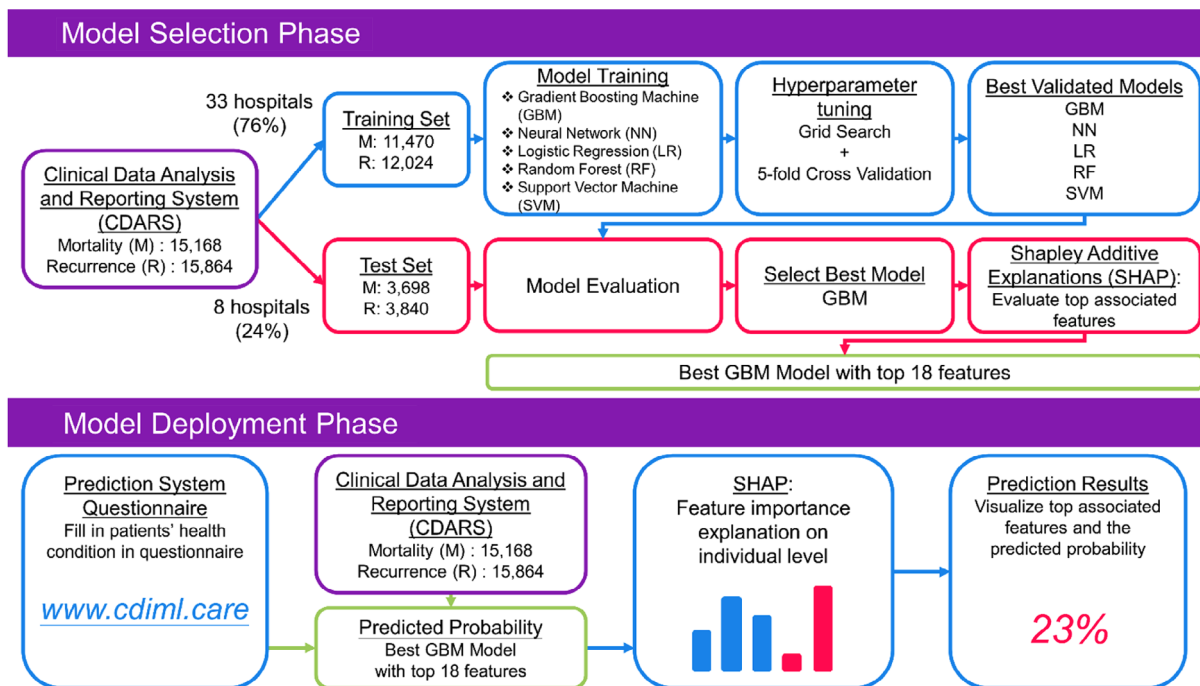 Model Selection Phase
33 hospitals
(76%)
Clinical Data Analysis
and Reporting System
(CDARS)
Mortality (M) : 15,168
Recurrence (R) : 15,864
8 hospitals
(24%)
Training Set
M: 11,470
R: 12,024
Model Training
❖ Gradient Boosting Machine
(GBM)
❖ Neural Network (NN)
❖ Logistic Regression (LR)
❖ Random Forest (RF)
❖ Support Vector Machine
(SVM)
Hyperparameter
tuning
Grid Search
+
5-fold Cross Validation
Best Validated Models
GBM
NN
LR
RF
SVM
Test Set
M: 3,698
R: 3,840
Model Evaluation
Select Best Model
GBM
Shapley Additive
Explanations (SHAP):
Evaluate top associated
features
Best GBM Model with top 18 features
Model Deployment Phase
Prediction System
Questionnaire
Fill in patients' health
condition in questionnaire
www.cdiml.care
Clinical Data Analysis and
Reporting System
(CDARS)
Mortality (M) : 15,168
Recurrence (R) : 15,864
Predicted Probability
Best GBM Model
with top 18 features
SHAP:
Feature importance
explanation on
individual level
Prediction Results
Visualize top associated
features and the
predicted probability
23%